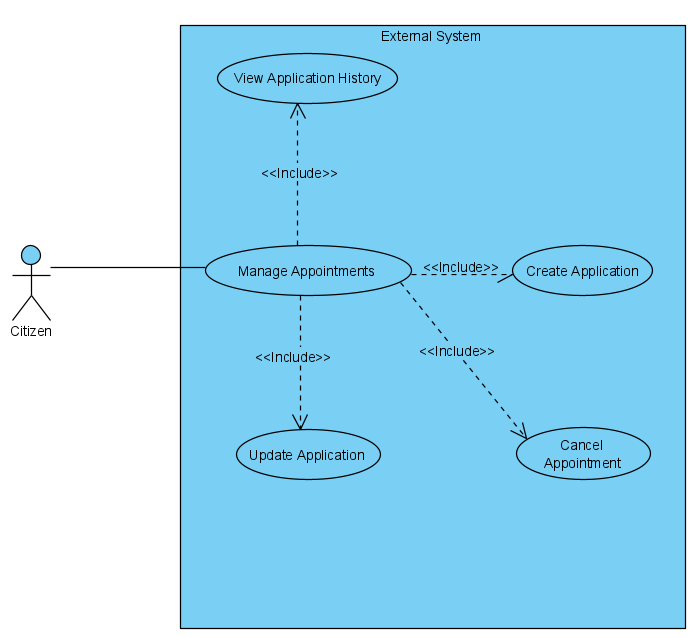 External System
View Application History
<<Include>>
Manage Appointments
<<Include>>
Create Application
Citizen
<<Include>>
<<Include>>
Update Application
Cancel
Appointment